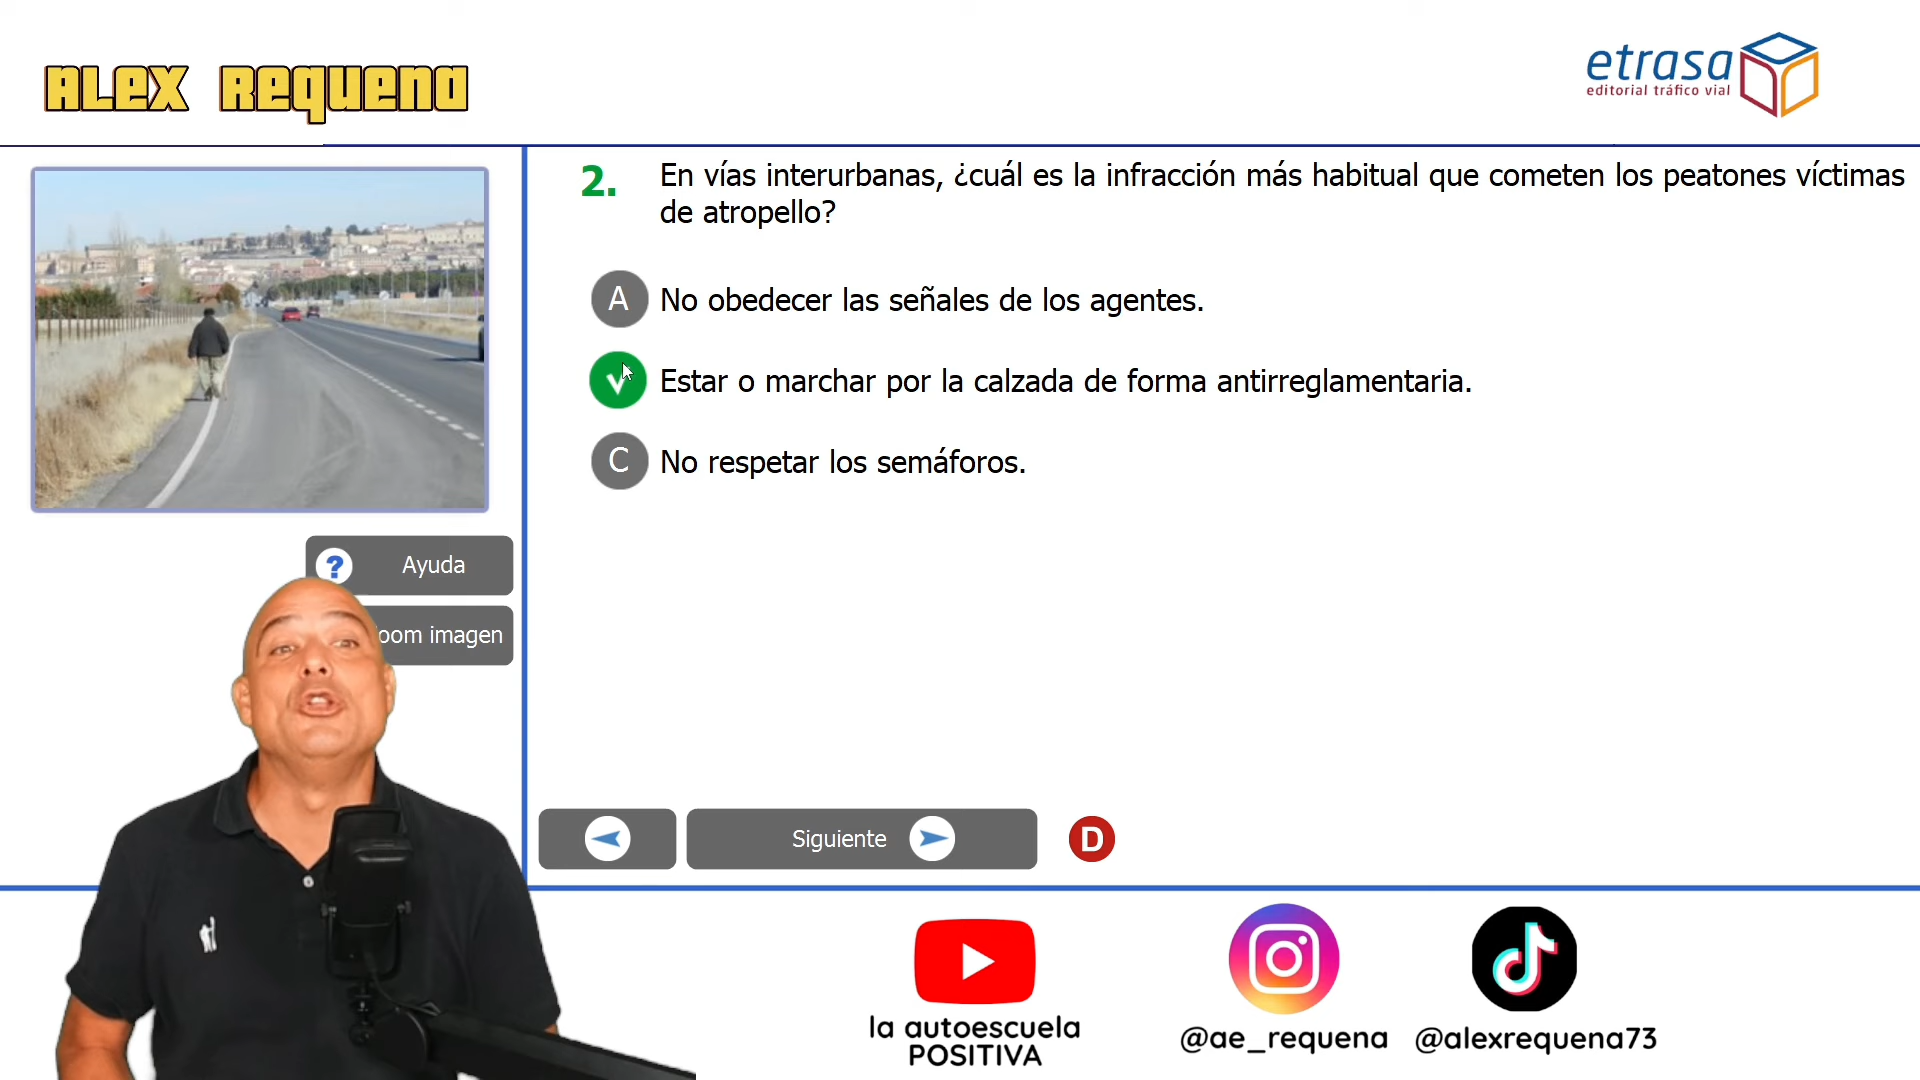 ALEX REQUENA
etrasa
editorial tráfico vial
2.
En vías interurbanas, ¿cuál es la infracción más habitual que cometen los peatones víctimas
de atropello?
A
No obedecer las señales de los agentes.
Estar o marchar por la calzada de forma antirreglamentaria.
C
No respetar los semáforos.
? Ayuda
oom imagen
Siguiente
D
la autoescuela
POSITIVA
@ae_requena
@alexrequena73